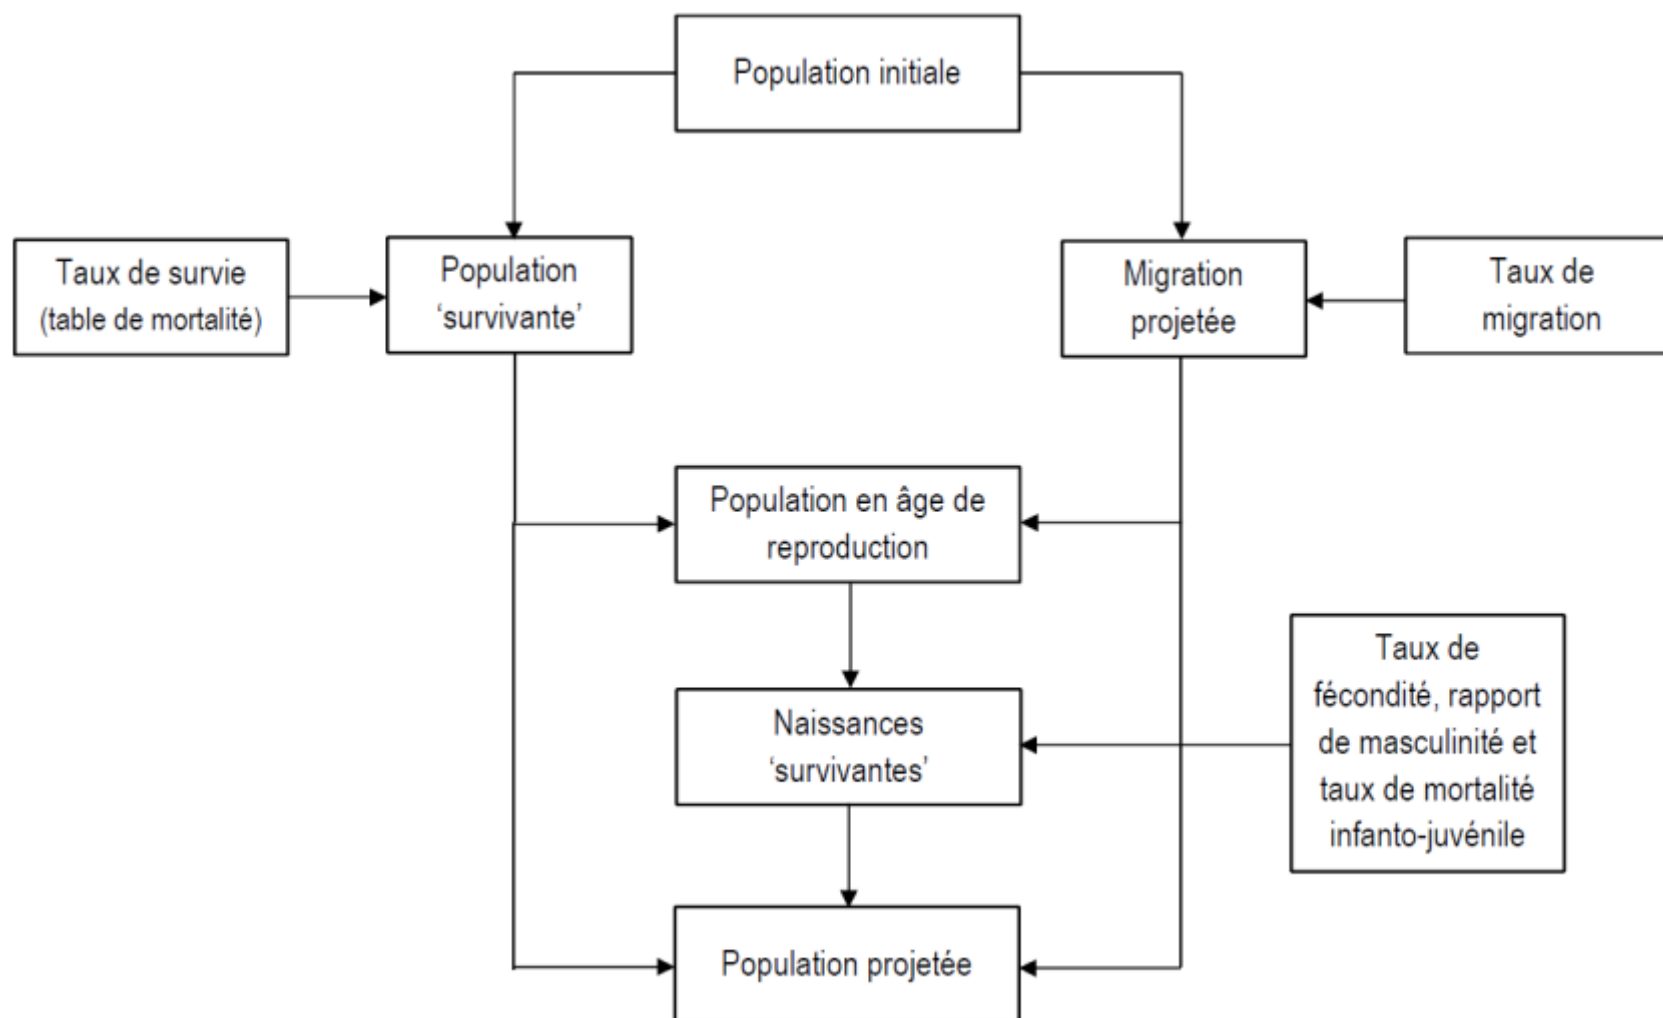 Population initiale
Taux de survie
(table de mortalité)
Population
‘survivante’
Migration
projetée
Taux de
migration
Population en âge de
reproduction
Naissances
‘survivantes’
Taux de
fécondité, rapport
de masculinité et
taux de mortalité
infanto-juvénile
Population projetée